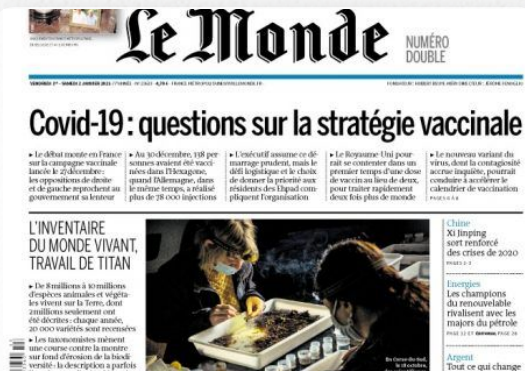 Le Monde
NUMÉRO
DOUBLE
Covid-19 : questions sur la stratégie vaccinale
▸ Le débat monte en France
sur la campagne vaccinale
lancée le 27 décembre :
les oppositions de droite
et de gauche reprochent au
gouvernement sa lenteur
▸ Au 30 décembre, 138 per-
sonnes avaient été vacci-
nées dans l'Hexagone,
quand l'Allemagne, dans
le même temps, a réalisé
plus de 78 000 injections
▸ L'exécutif assume ce dé-
marrage prudent, mais le
défi logistique et le choix
de donner la priorité aux
résidents des Ehpad com-
pliquent l'organisation
▸ Le Royaume Uni pour-
rait se contenter dans un
premier temps d'une dose
de vaccin au lieu de deux,
pour traiter rapidement
deux fois plus de monde
▸ Le nouveau variant du
virus, dont la contagiosité
accrue inquiète, pourrait
conduire à accélérer le
calendrier de vaccination
L'INVENTAIRE
DU MONDE VIVANT,
TRAVAIL DE TITAN
▸ De 8 millions à 10 millions
d'espèces animales et végéta-
les vivent sur la Terre, dont
2 millions seulement ont
été décrites ; chaque année,
20 000 variétés sont recensées
▸ Les taxonomistes mènent
une course contre la montre
sur fond d'érosion de la biodi
versité : la description a parfois
En Corse-du-Sud,
le 18 octobre,
Chine
Xi Jinping
sort renforcé
des crises de 2020
PAGES 2-3
Energies
Les champions
du renouvelable
rivalisent avec les
majors du pétrole
Argent
Tout ce qui change